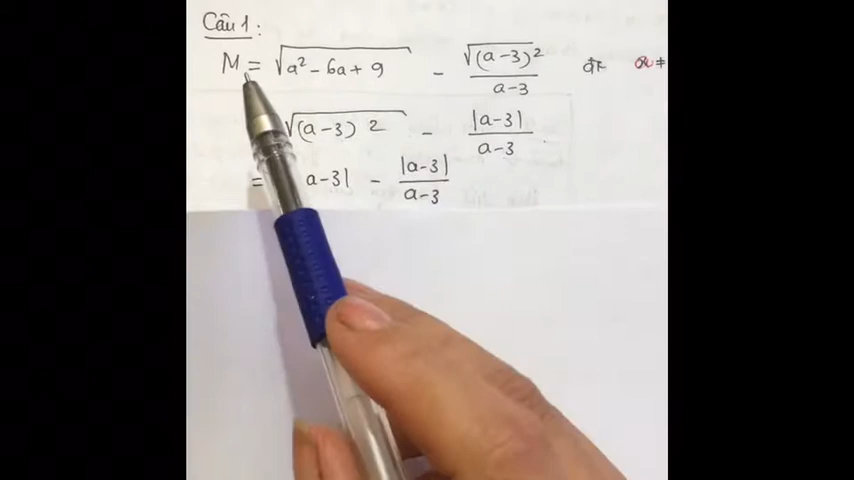 Câu 1:
M = √(a² - 6a + 9) - √((a-3)²)/(a-3) đk ≠
√((a-3)²) - |a-3|/(a-3)
= a-3| - |a-3|/(a-3)